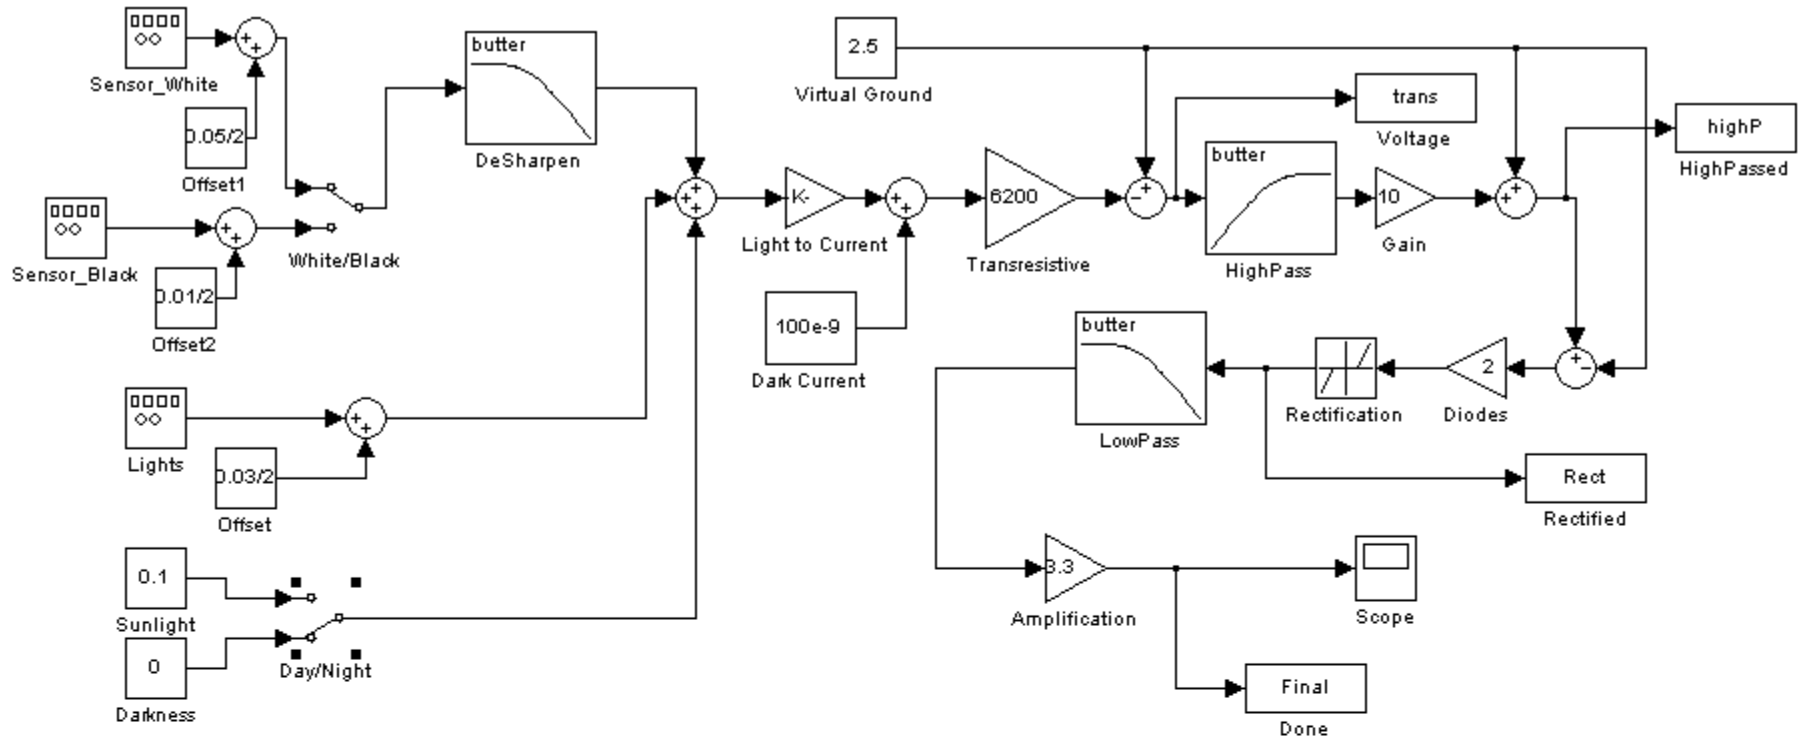 Sensor_White
0.05/2
Offset1
Sensor_Black
0.01/2
Offset2
White/Black
butter
DeSharpen
Lights
0.03/2
Offset
0.1
Sunlight
0
Darkness
Day/Night
+
+
+
+
+
+
+
+
+
K-
Light to Current
+
+
100e-9
Dark Current
6200
Transresistive
2.5
Virtual Ground
+
-
trans
Voltage
butter
HighPass
10
Gain
+
+
highP
HighPassed
+
-
2
Diodes
Rectification
butter
LowPass
Rect
Rectified
3.3
Amplification
Scope
Final
Done